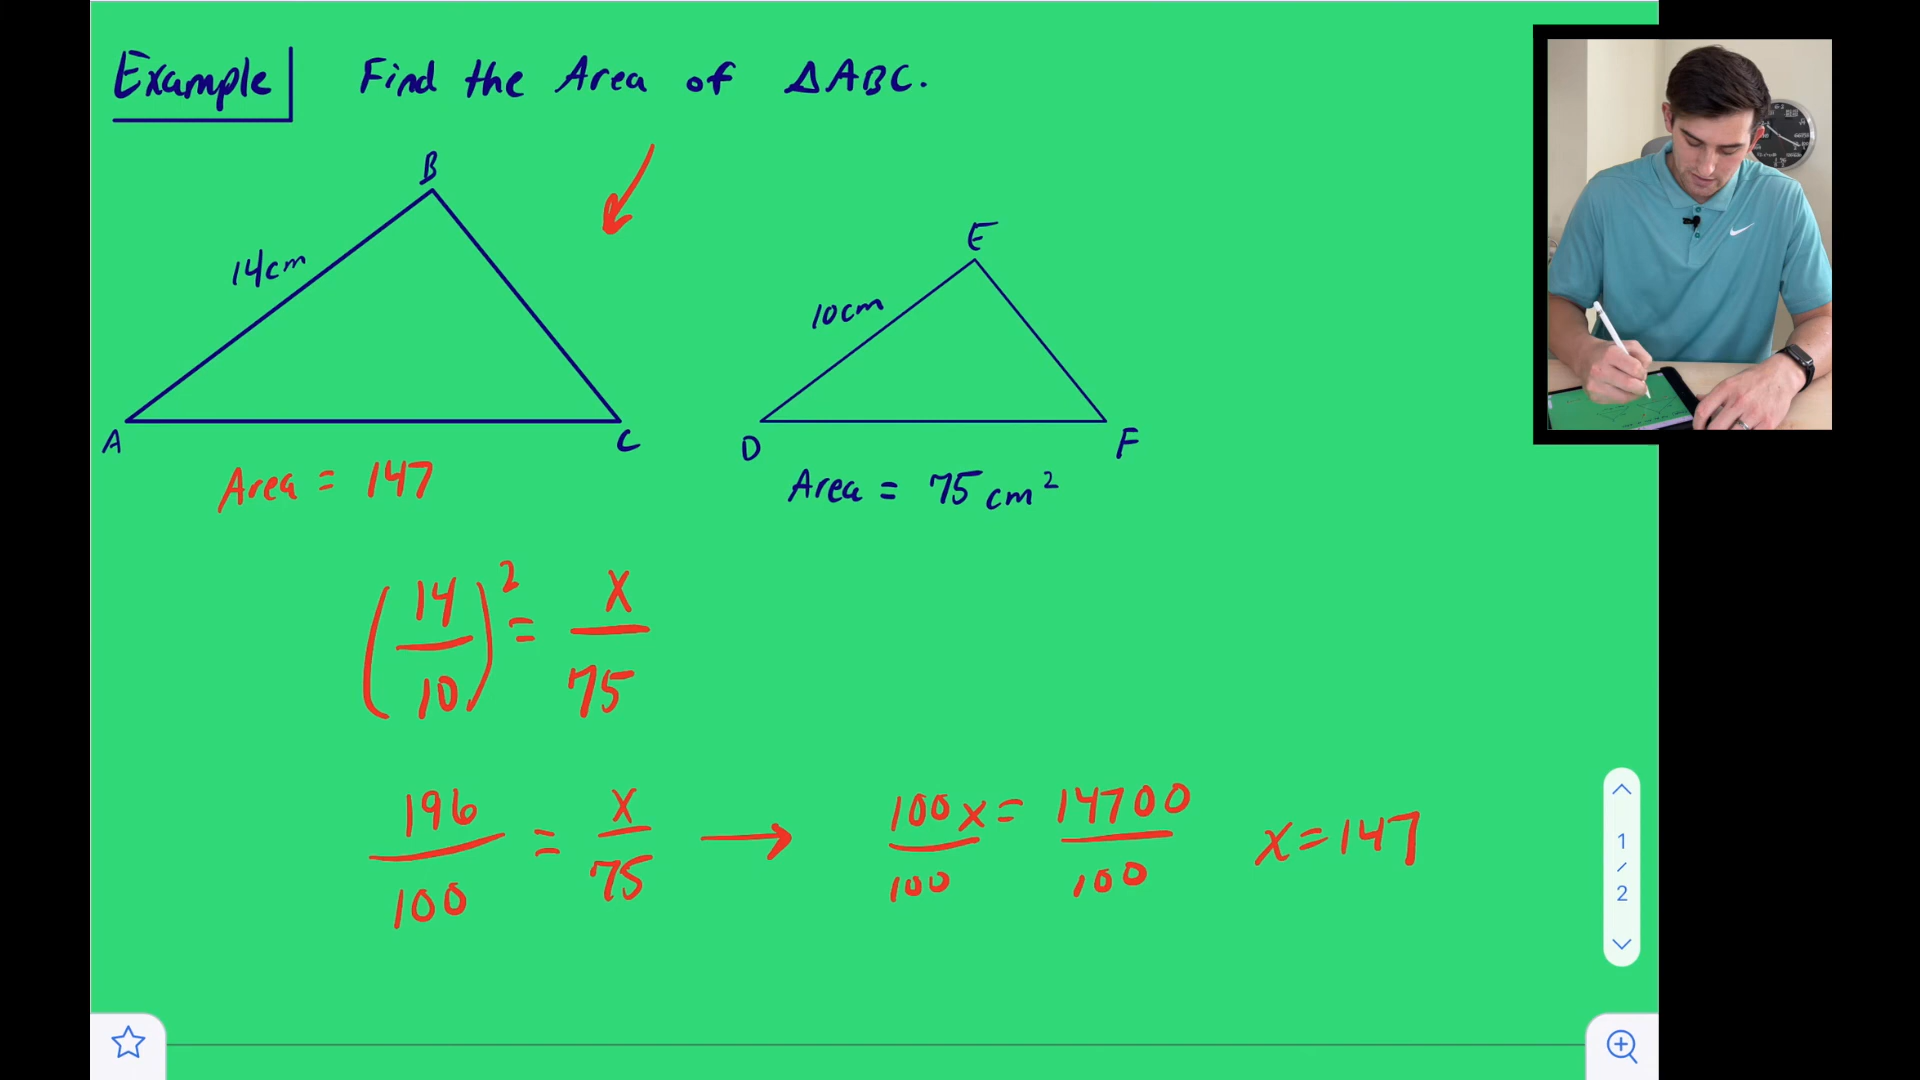 Example Find the Area of ΔABC.
B
14cm
E
10cm
A
C
D
F
Area = 147
Area = 75 cm²
(14/10)² = x/75
196/100 = x/75 → 100x/100 = 14700/100 x = 147
1
/
2